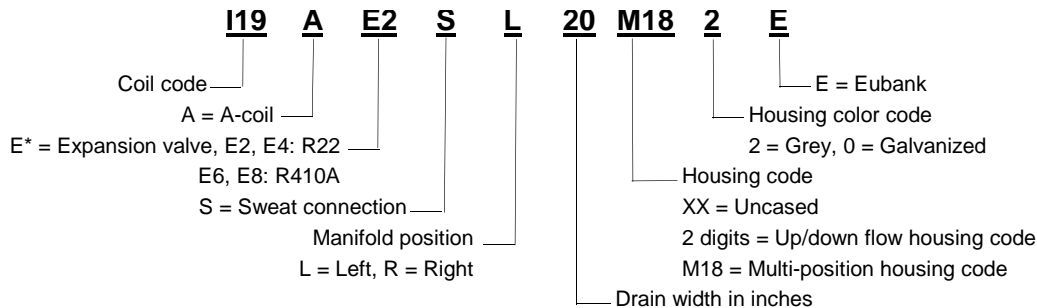 I19 A E2 S L 20 M18 2 E
Coil code
A = A-coil
E* = Expansion valve, E2, E4: R22
E6, E8: R410A
S = Sweat connection
Manifold position
L = Left, R = Right
E = Eubank
Housing color code
2 = Grey, 0 = Galvanized
Housing code
XX = Uncased
2 digits = Up/down flow housing code
M18 = Multi-position housing code
Drain width in inches